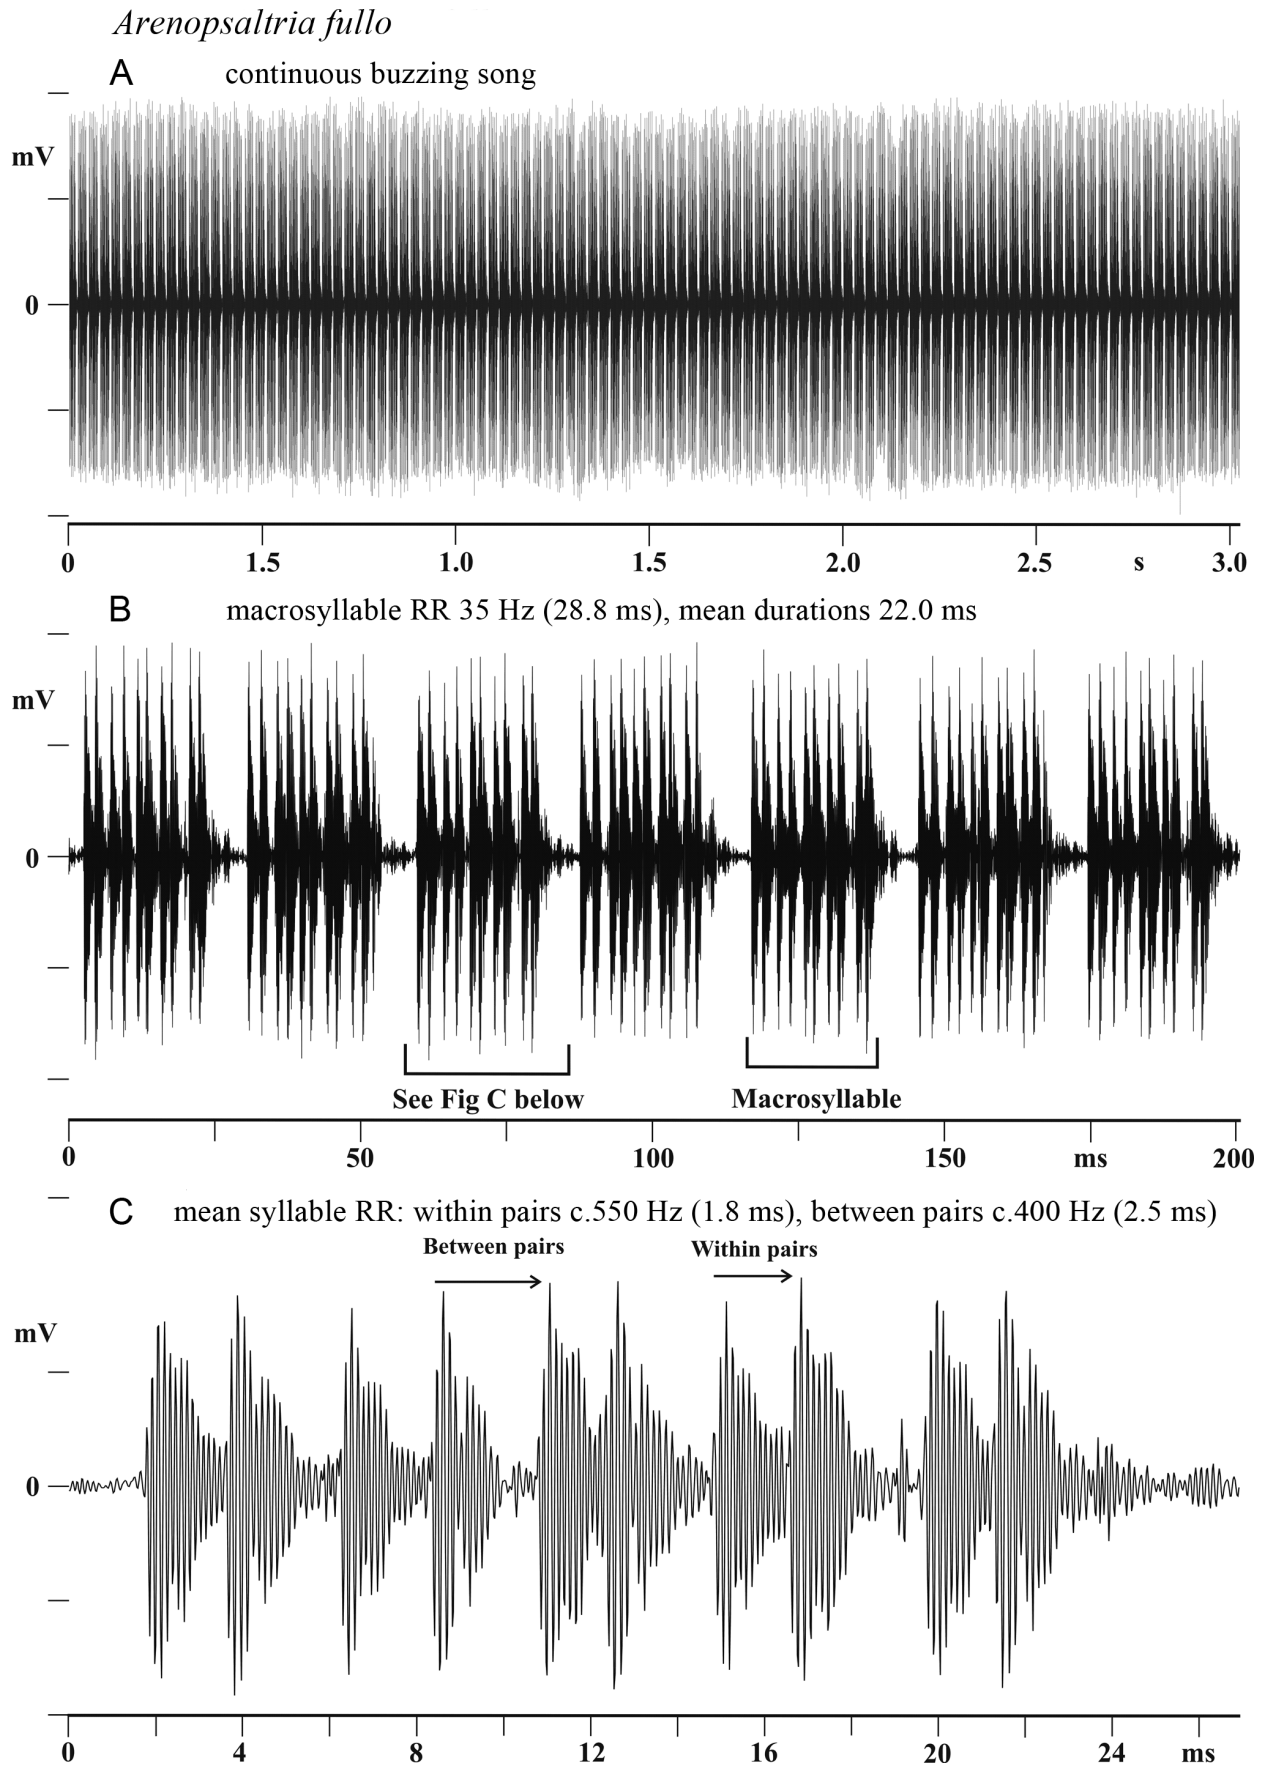 Arenopsaltria fullo
A continuous buzzing song
mV
0
0 1.5 1.0 1.5 2.0 2.5 s 3.0
B macrosyllable RR 35 Hz (28.8 ms), mean durations 22.0 ms
mV
0
See Fig C below Macrosyllable
0 50 100 150 ms 200
C mean syllable RR: within pairs c.550 Hz (1.8 ms), between pairs c.400 Hz (2.5 ms)
Between pairs Within pairs
mV
0
0 4 8 12 16 20 24 ms